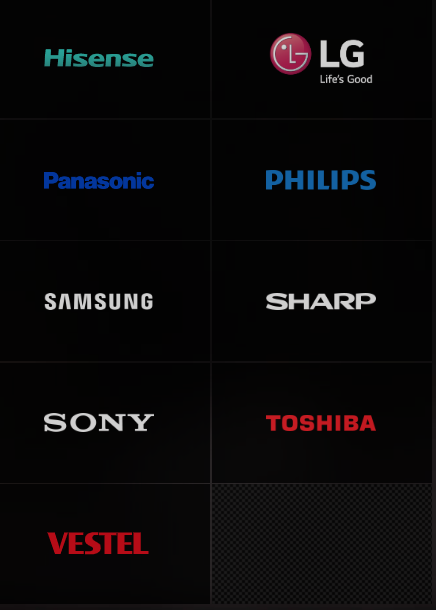 Hisense
LG
Life's Good
Panasonic
PHILIPS
SAMSUNG
SHARP
SONY
TOSHIBA
VESTEL